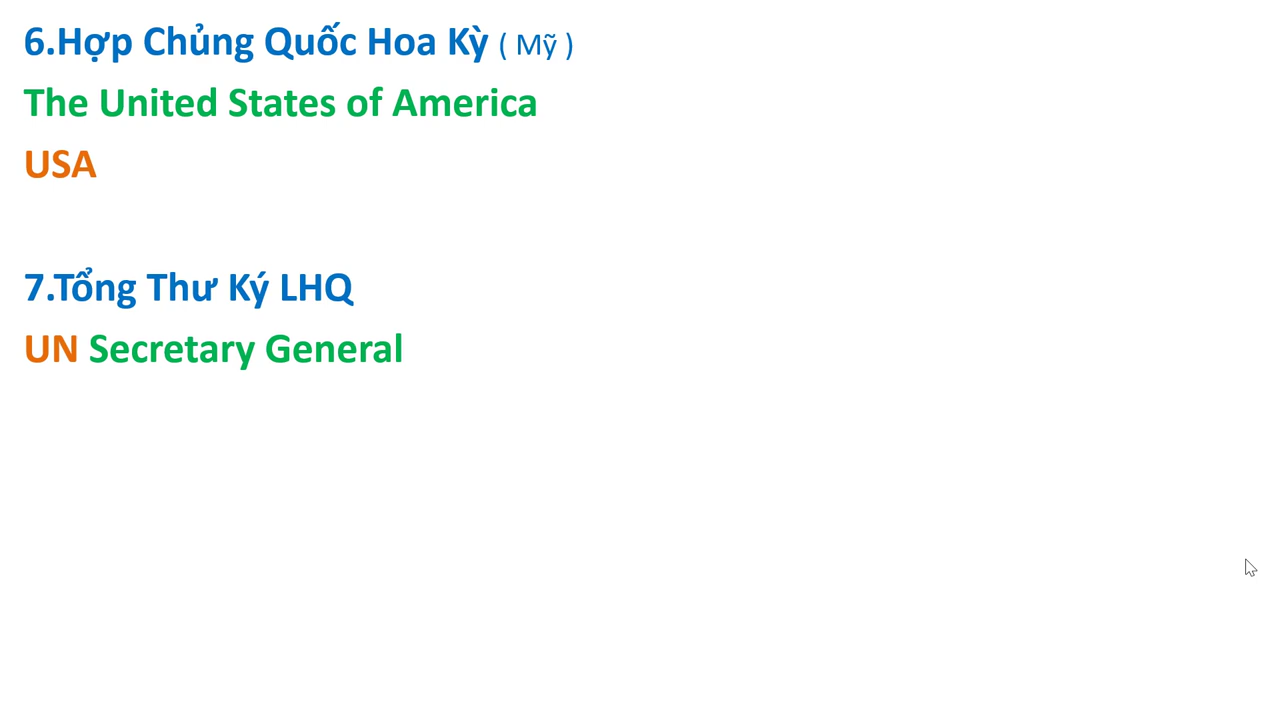 6.Hợp Chủng Quốc Hoa Kỳ ( Mỹ )
The United States of America
USA
7.Tổng Thư Ký LHQ
UN Secretary General